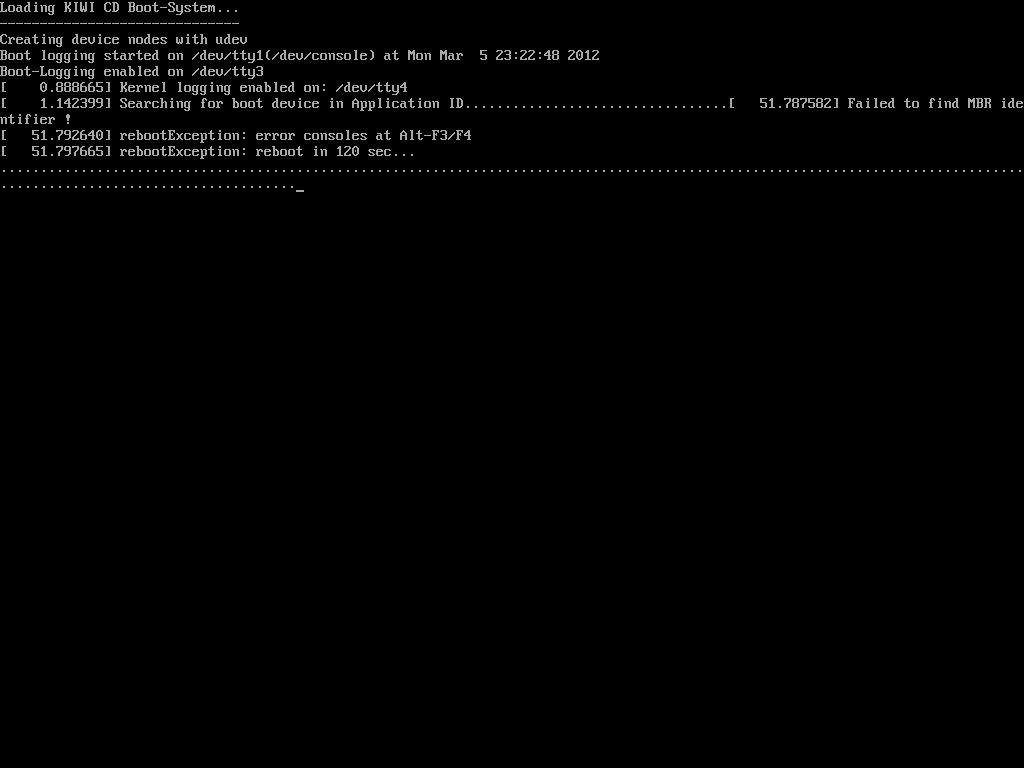 Loading KIWI CD Boot-System...
------------------------------
Creating device nodes with udev
Boot logging started on /dev/tty1(/dev/console) at Mon Mar  5 23:22:48 2012
Boot-Logging enabled on /dev/tty3
[    0.888665] Kernel logging enabled on: /dev/tty4
[    1.142399] Searching for boot device in Application ID.................................[   51.787582] Failed to find MBR ide
ntifier !
[   51.792640] rebootException: error consoles at Alt-F3/F4
[   51.797665] rebootException: reboot in 120 sec...
................................................................................................................................
....................................._